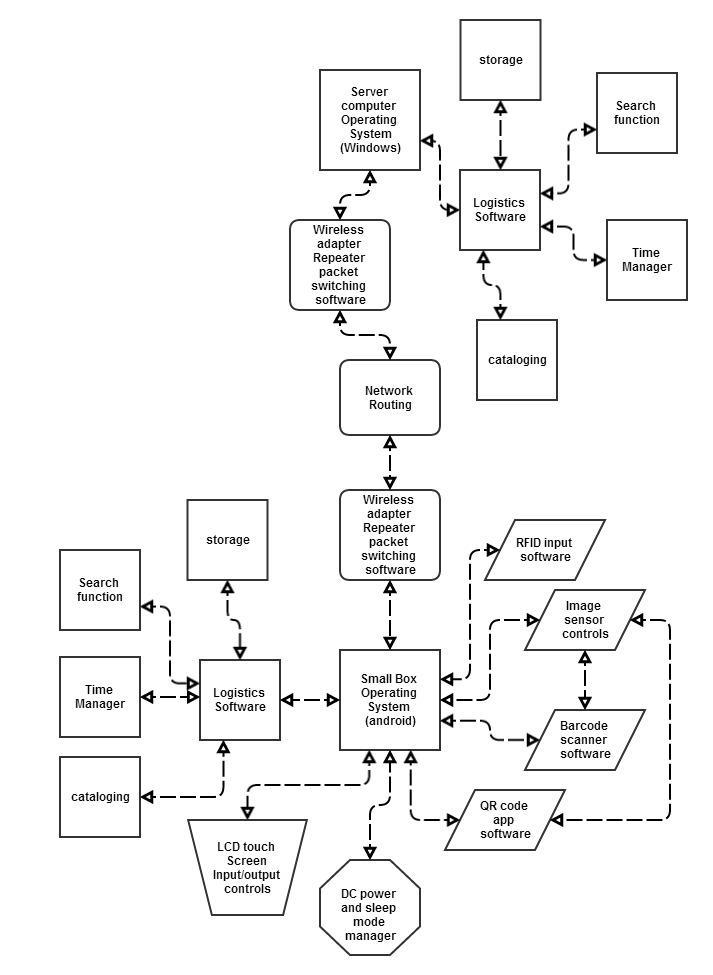 storage
Server
computer
Operating
System
(Windows)
Search
function
Logistics
Software
Wireless
adapter
Repeater
packet
switching
software
Time
Manager
cataloging
Network
Routing
Wireless
adapter
Repeater
packet
switching
software
storage
RFID input
software
Search
function
Image
sensor
controls
Time
Manager
Logistics
Software
Small Box
Operating
System
(android)
Barcode
scanner
software
cataloging
QR code
app
software
LCD touch
Screen
Input/output
controls
DC power
and sleep
mode
manager